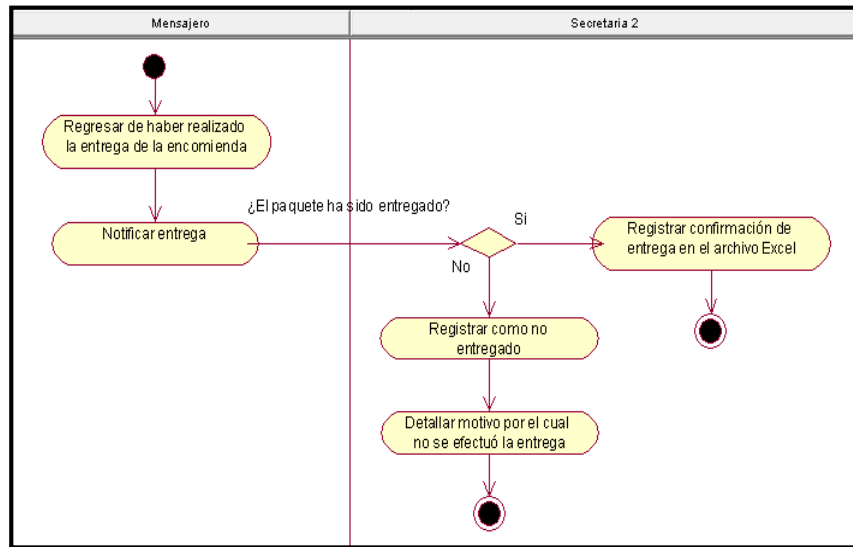 Mensajero
Secretaria 2
Regresar de haber realizado
la entrega de la encomienda
¿El paquete ha sido entregado?
Notificar entrega
Si
Registrar confirmación de
entrega en el archivo Excel
No
Registrar como no
entregado
Detallar motivo por el cual
no se efectuó la entrega